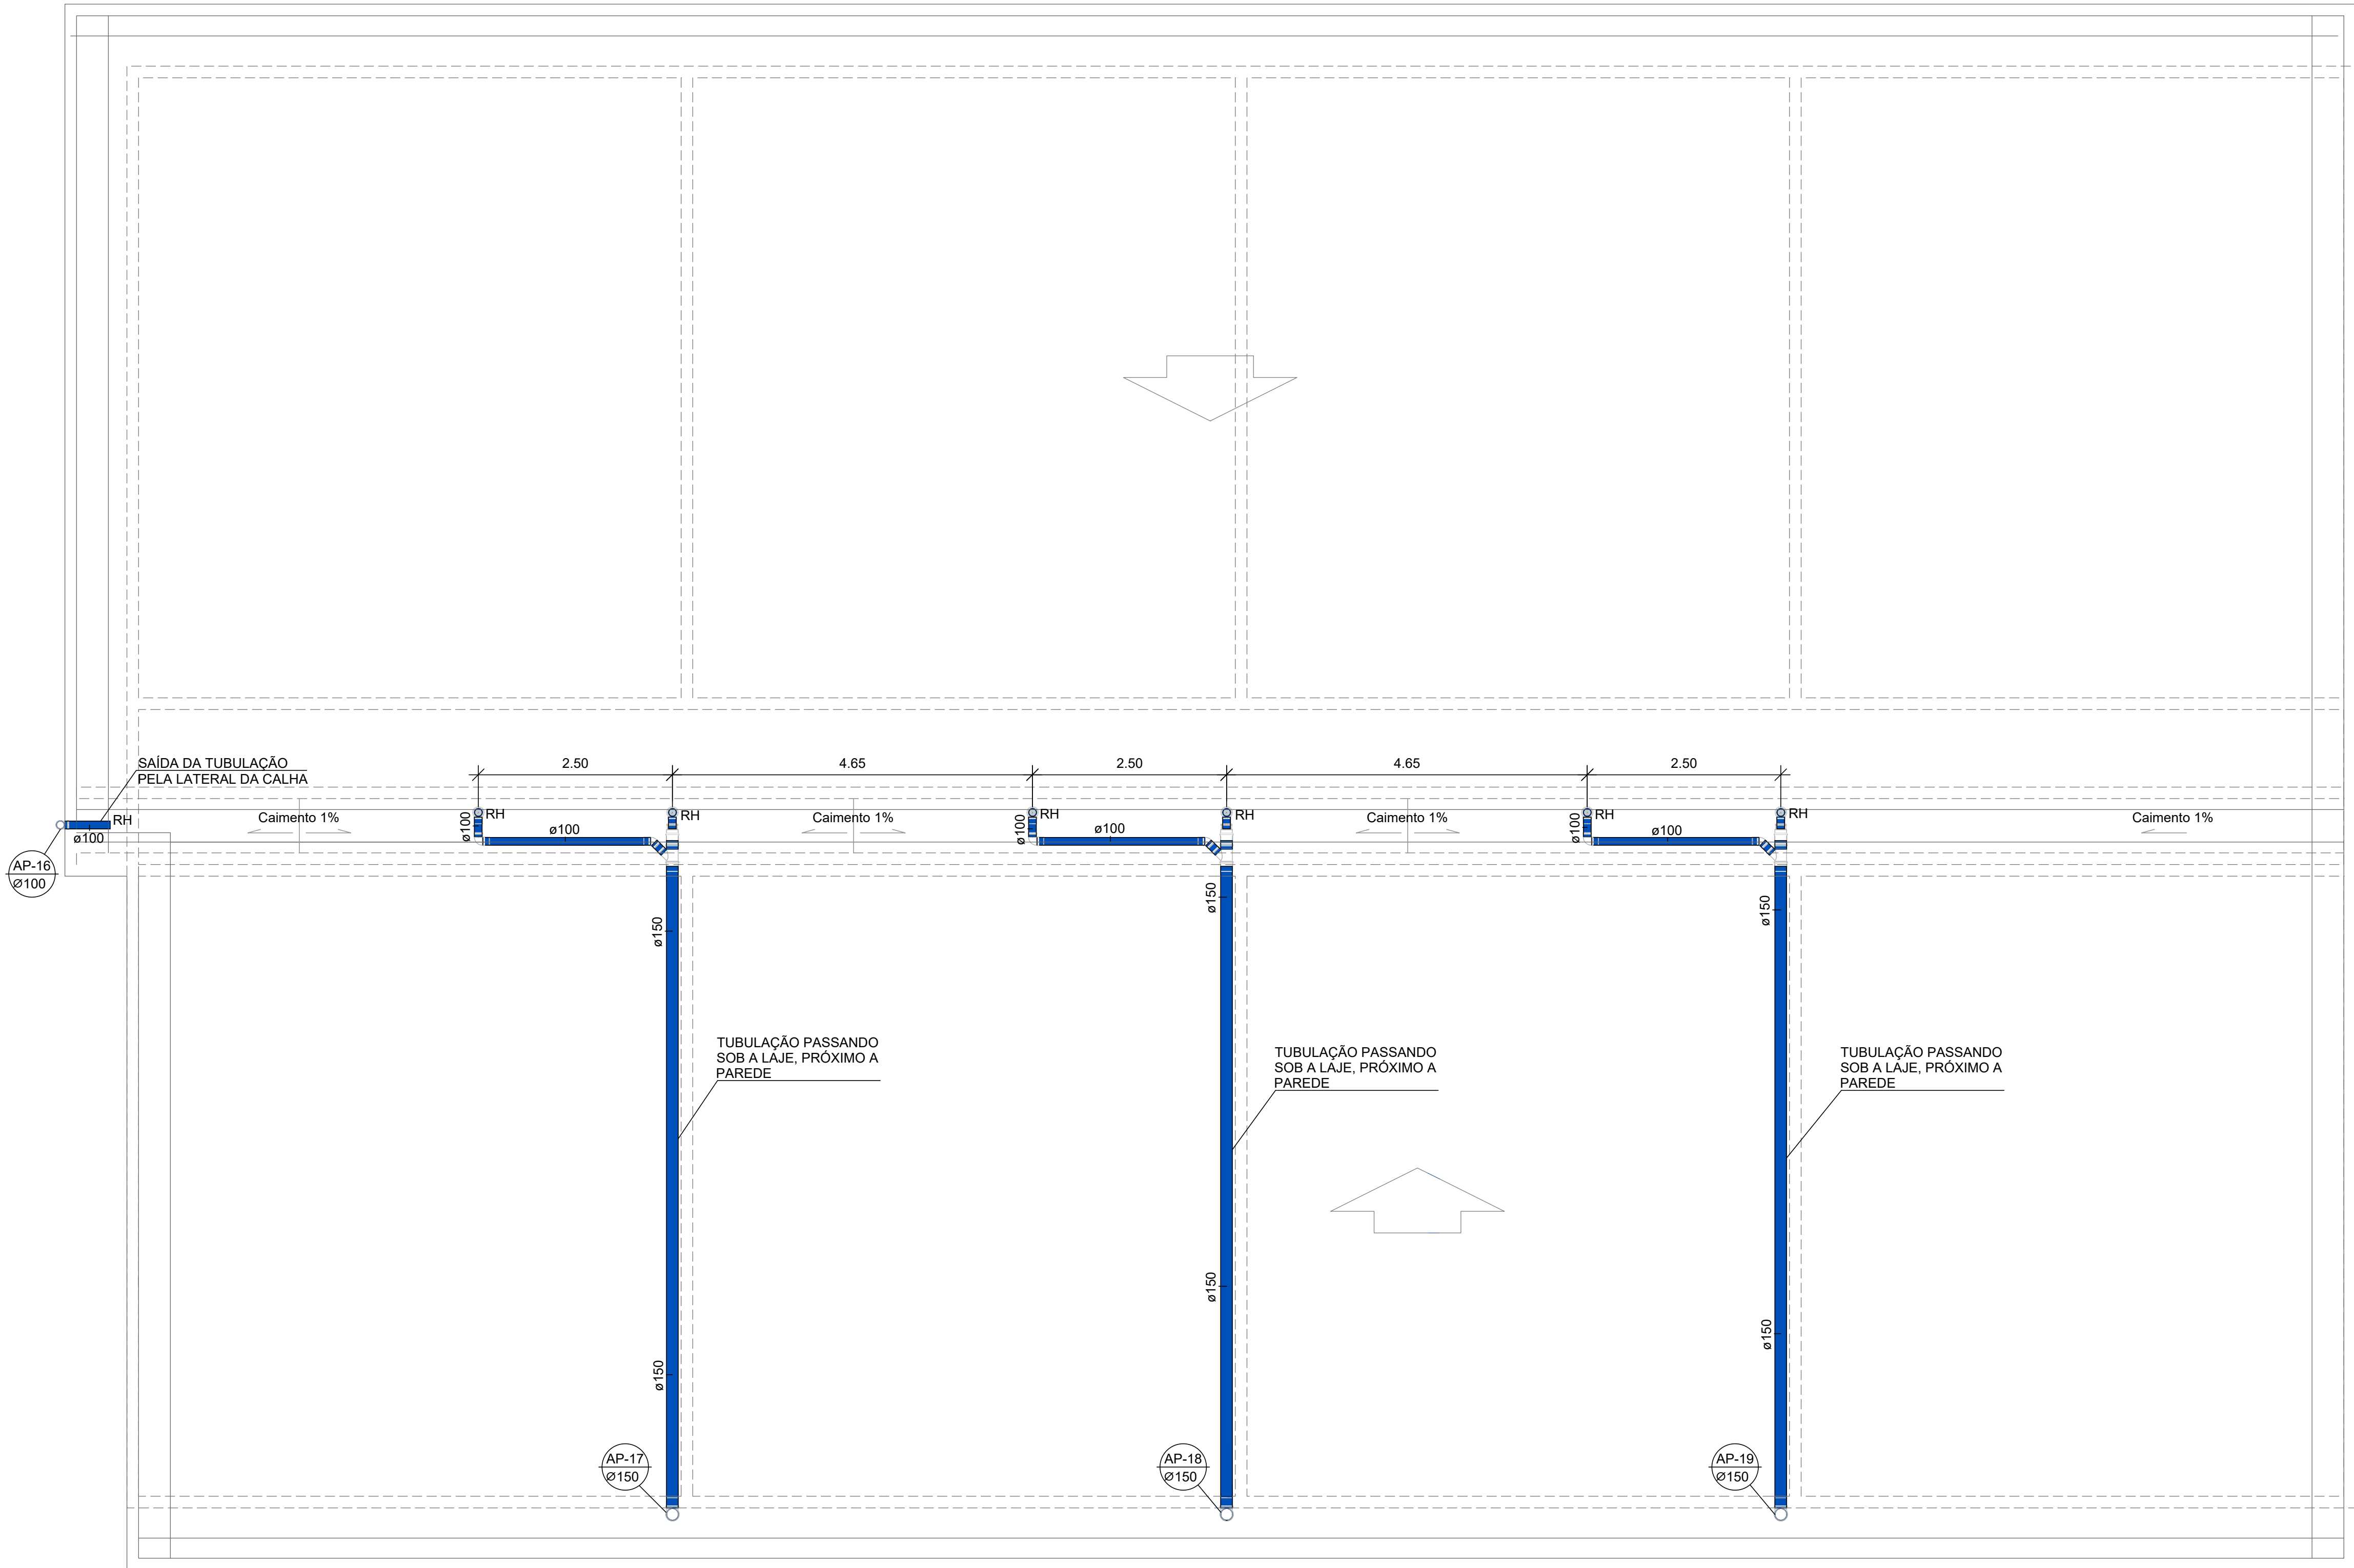 2.50
4.65
2.50
4.65
2.50
SAÍDA DA TUBULAÇÃO
PELA LATERAL DA CALHA
RH
ø100
AP-16
Ø100
Caimento 1%
ø100
RH
ø100
RH
Caimento 1%
ø100
RH
ø100
RH
Caimento 1%
ø100
RH
ø100
RH
Caimento 1%
ø150
ø150
ø150
TUBULAÇÃO PASSANDO
SOB A LAJE, PRÓXIMO A
PAREDE
TUBULAÇÃO PASSANDO
SOB A LAJE, PRÓXIMO A
PAREDE
TUBULAÇÃO PASSANDO
SOB A LAJE, PRÓXIMO A
PAREDE
ø150
ø150
ø150
AP-17
Ø150
AP-18
Ø150
AP-19
Ø150